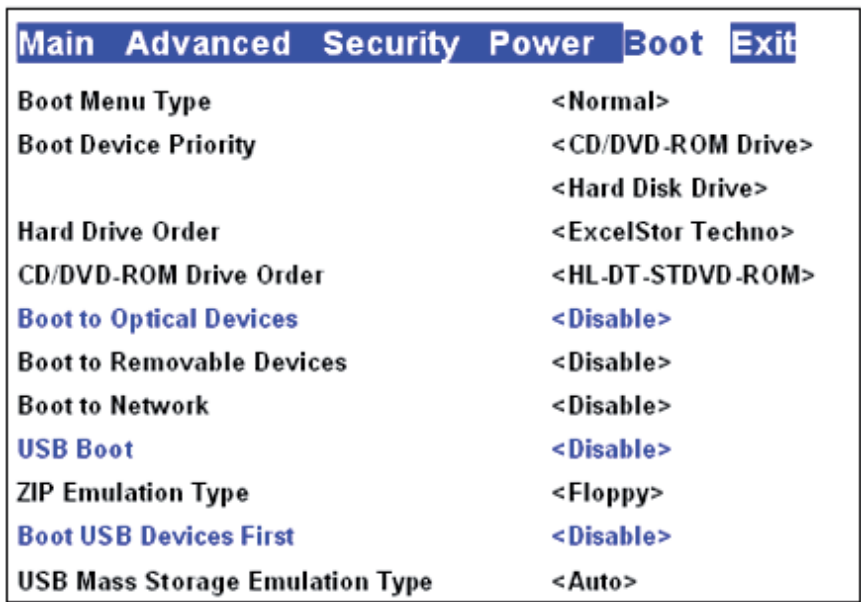 Main Advanced Security Power Boot Exit
Boot Menu Type <Normal>
Boot Device Priority <CD/DVD-ROM Drive>
<Hard Disk Drive>
Hard Drive Order <ExcelStor Techno>
CD/DVD-ROM Drive Order <HL-DT-STDVD-ROM>
Boot to Optical Devices <Disable>
Boot to Removable Devices <Disable>
Boot to Network <Disable>
USB Boot <Disable>
ZIP Emulation Type <Floppy>
Boot USB Devices First <Disable>
USB Mass Storage Emulation Type <Auto>